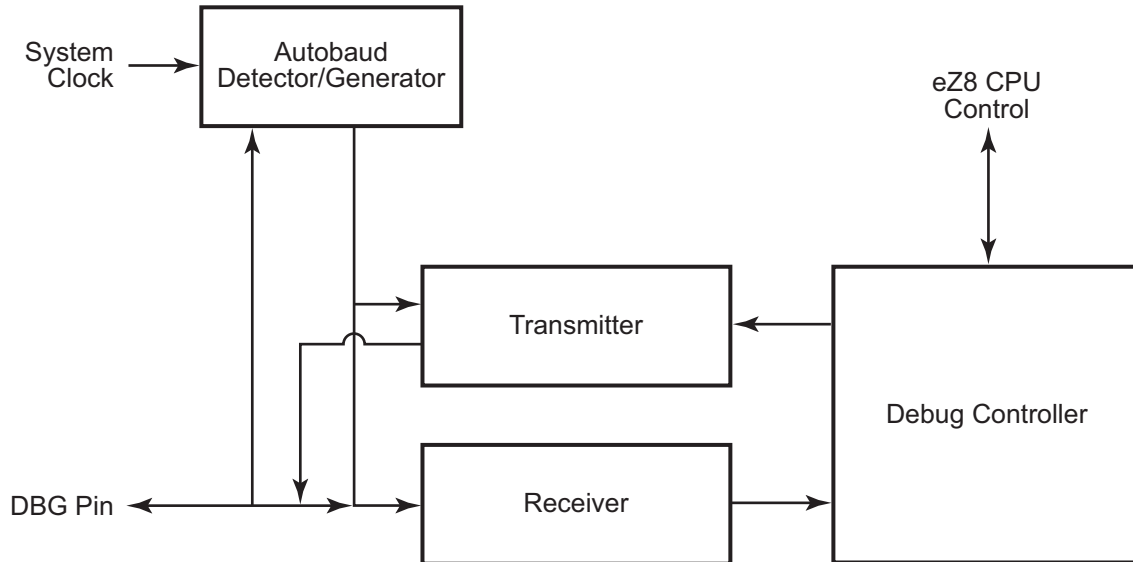 System
Clock
Autobaud
Detector/Generator
eZ8 CPU
Control
Transmitter
Debug Controller
DBG Pin
Receiver